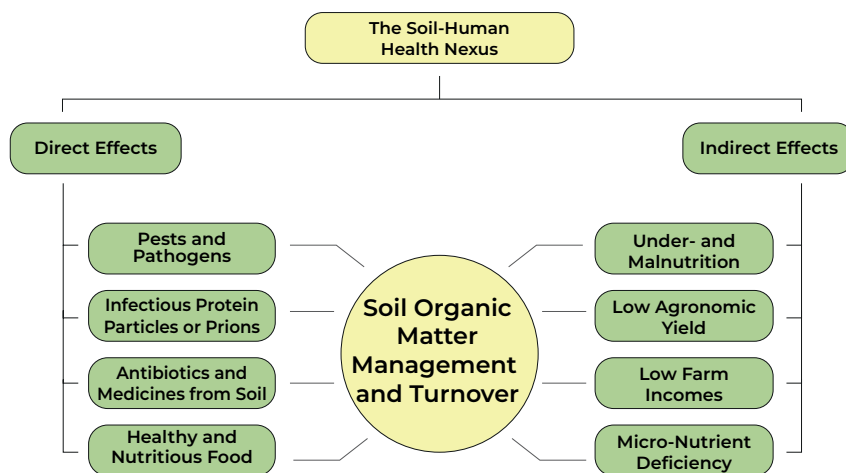 The Soil-Human
Health Nexus
Direct Effects
Indirect Effects
Pests and
Pathogens
Infectious Protein
Particles or Prions
Antibiotics and
Medicines from Soil
Healthy and
Nutritious Food
Soil Organic
Matter
Management
and Turnover
Under- and
Malnutrition
Low Agronomic
Yield
Low Farm
Incomes
Micro-Nutrient
Deficiency